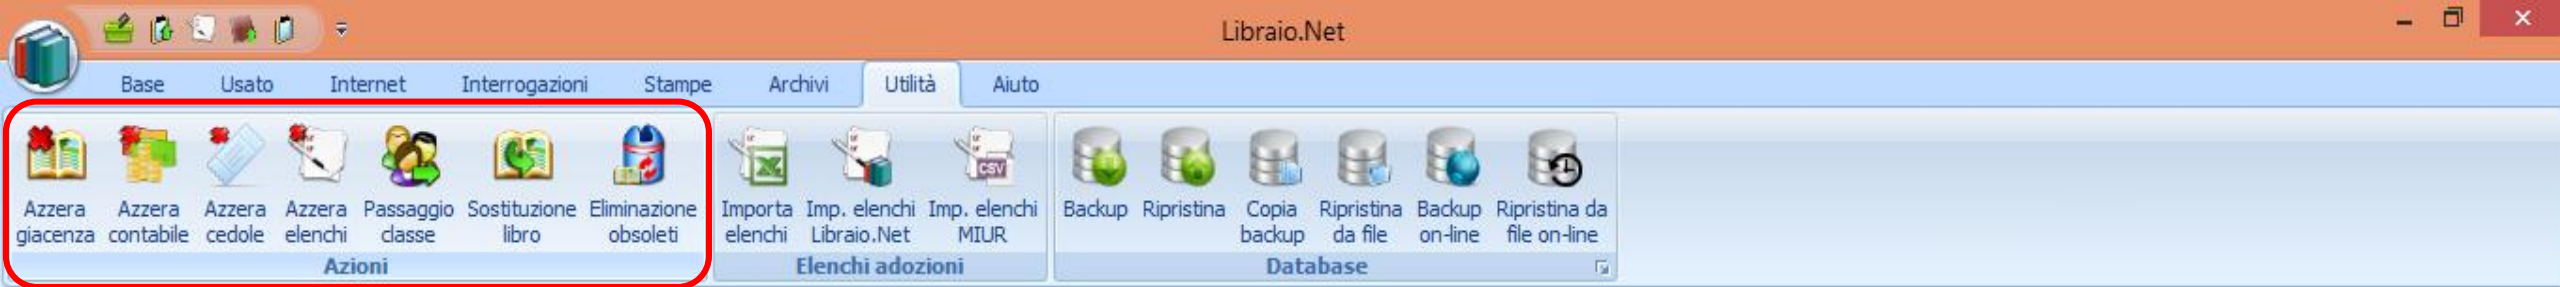 Libraio.Net
Base Usato Internet Interrogazioni Stampe Archivi Utilità Aiuto
CSV
Azzera giacenza
Azzera contabile
Azzera cedole
Azzera elenchi
Passaggio classe
Sostituzione libro
Eliminazione obsoleti
Importa elenchi
Imp. elenchi Libraio.Net
Imp. elenchi MIUR
Backup
Ripristina
Copia backup
Ripristina da file
Backup on-line
Ripristina da file on-line
Azioni
Elenchi adozioni
Database